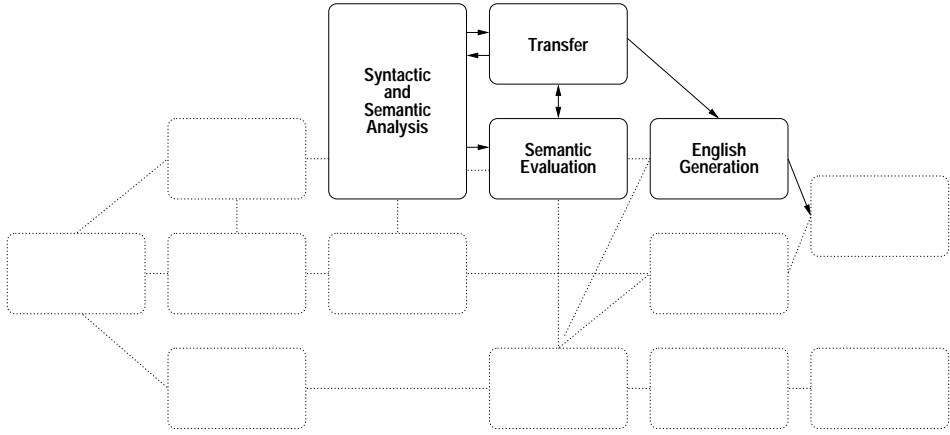 Syntactic
and
Semantic
Analysis
Transfer
Semantic
Evaluation
English
Generation